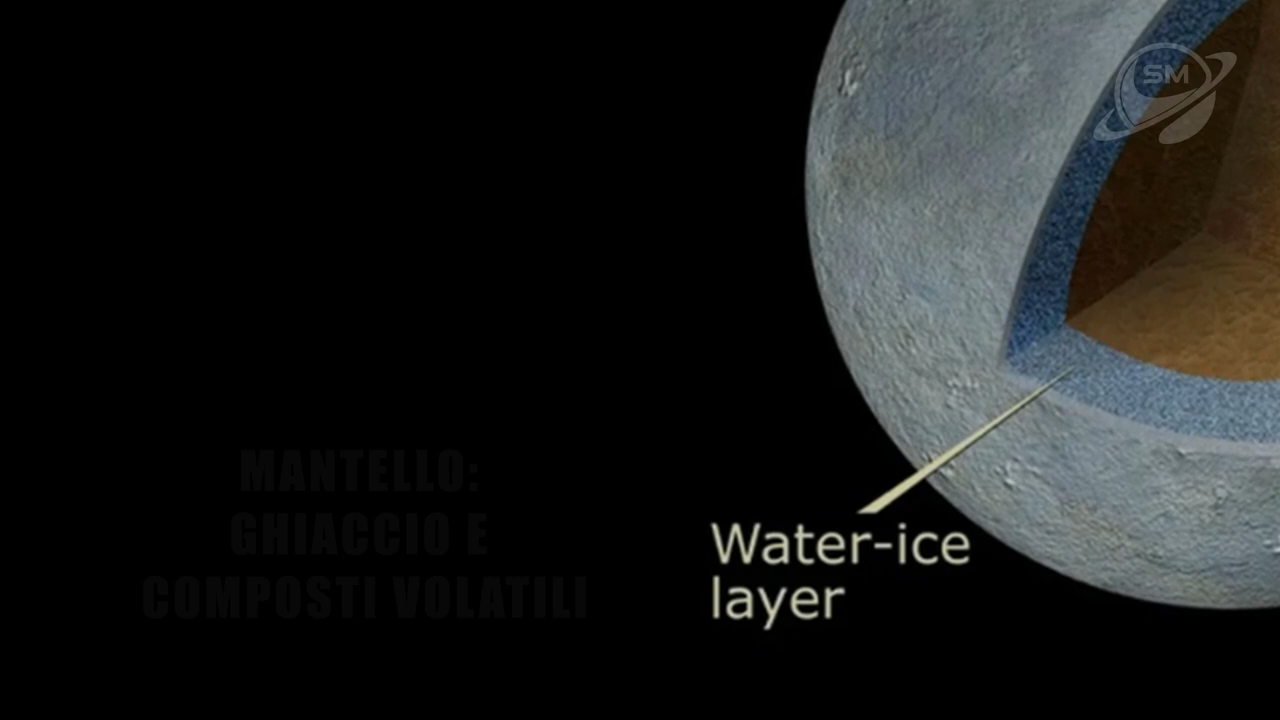 SM
MANTELLO:
GHIACCIO E
COMPOSTI VOLATILI
Water-ice
layer